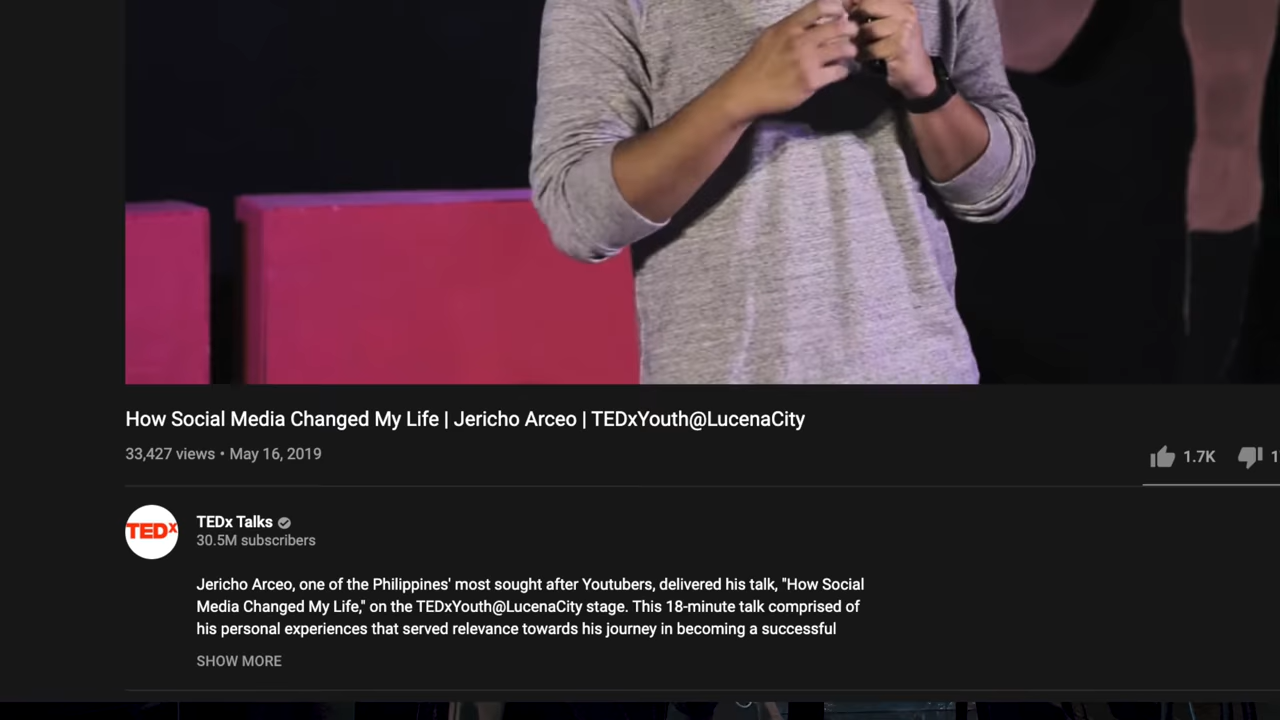 How Social Media Changed My Life | Jericho Arceo | TEDxYouth@LucenaCity
33,427 views • May 16, 2019
1.7K
TEDx
TEDx Talks
30.5M subscribers
Jericho Arceo, one of the Philippines' most sought after Youtubers, delivered his talk, "How Social
Media Changed My Life," on the TEDxYouth@LucenaCity stage. This 18-minute talk comprised of
his personal experiences that served relevance towards his journey in becoming a successful
SHOW MORE